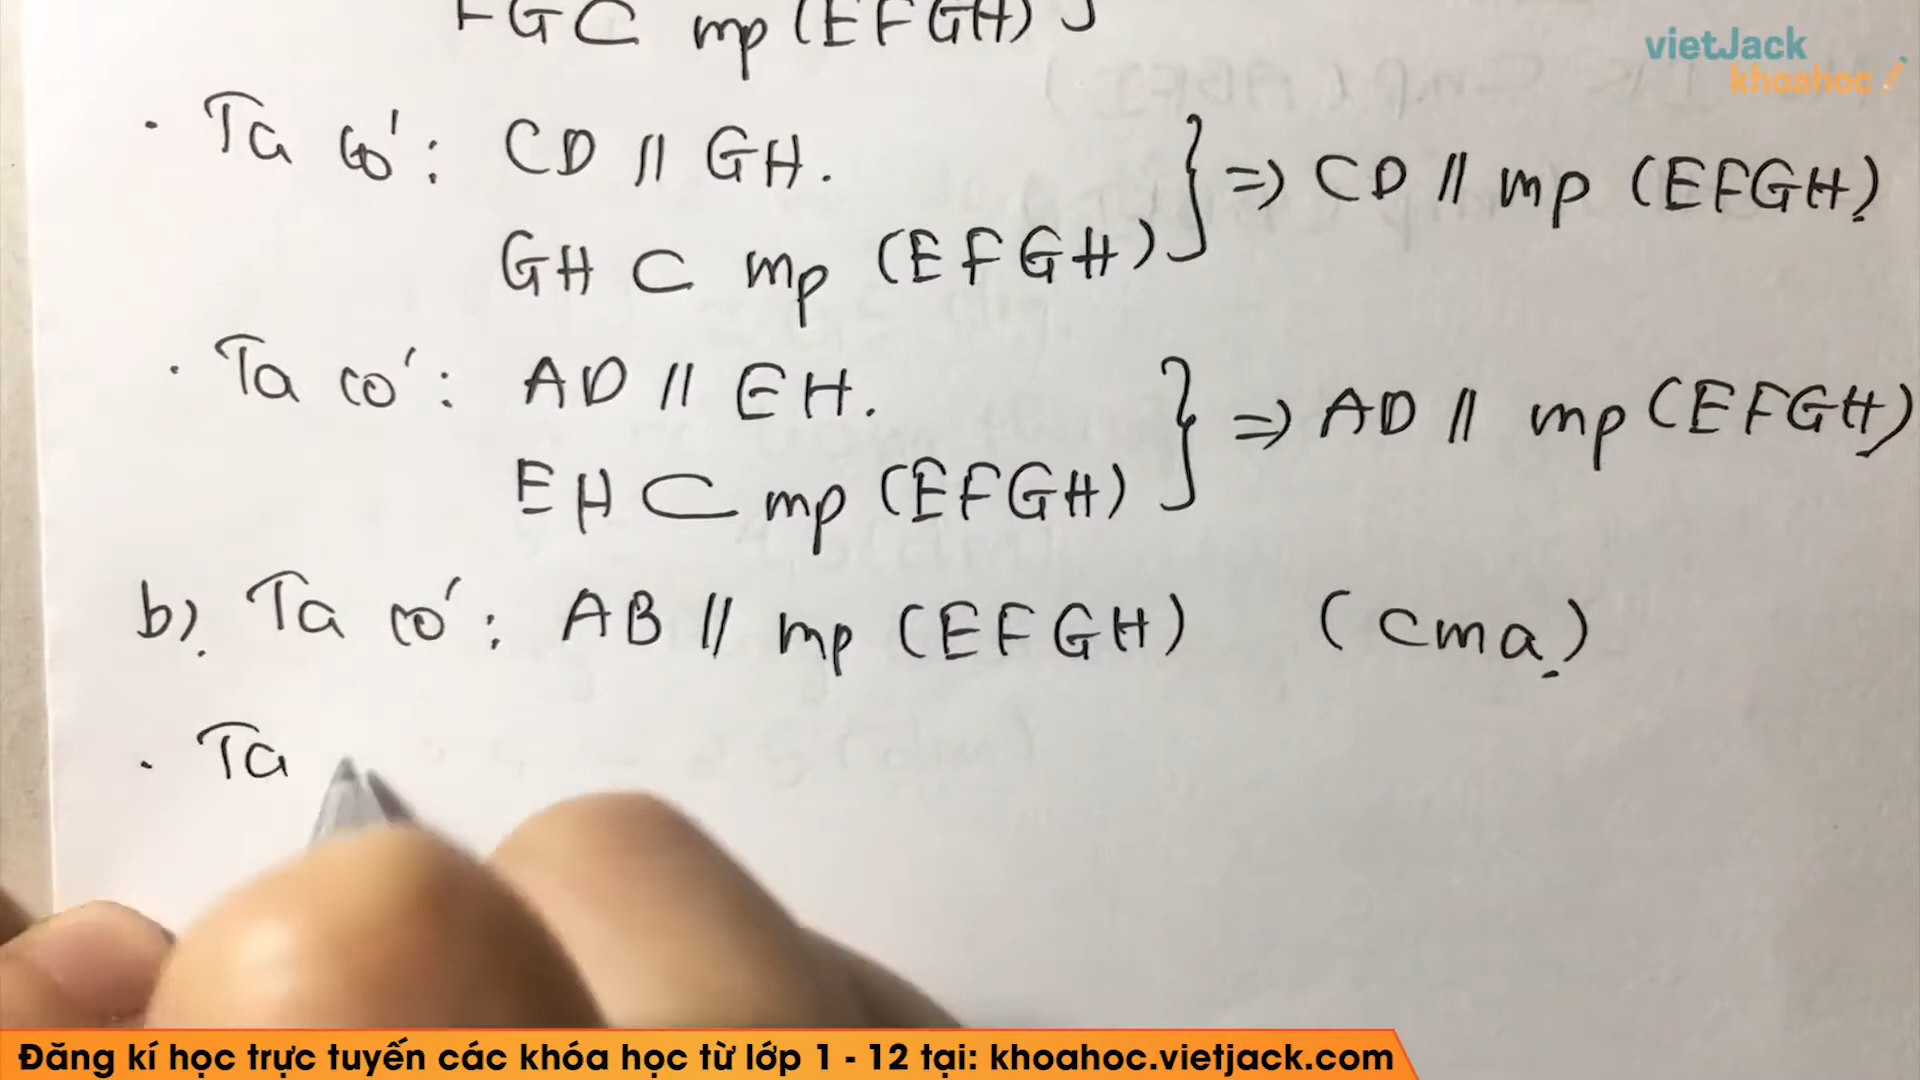 FG ⊂ mp (EFGH) }
vietJack
khoahoc
· Ta có: CD // GH.
GH ⊂ mp (EFGH) } => CD // mp (EFGH).
· Ta có: AD // EH.
EH ⊂ mp (EFGH) } => AD // mp (EFGH).
b). Ta có: AB // mp (EFGH) (cma.)
· Ta
Đăng kí học trực tuyến các khóa học từ lớp 1 - 12 tại: khoahoc.vietjack.com